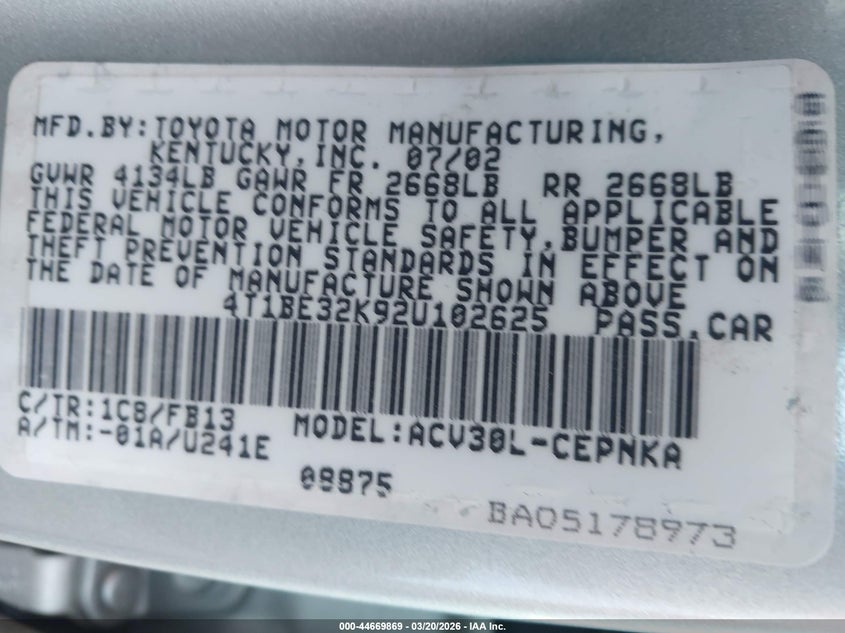 MFD.BY:TOYOTA MOTOR MANUFACTURING,
KENTUCKY,INC. 07/02
GVWR 4134LB GAWR FR 2668LB RR 2668LB
THIS VEHICLE CONFORMS TO ALL APPLICABLE
FEDERAL MOTOR VEHICLE SAFETY,BUMPER AND
THEFT PREVENTION STANDARDS IN EFFECT ON
THE DATE OF MANUFACTURE SHOWN ABOVE
4T1BE32K92U102625 PASS.CAR
C/TR:1C8/FB13
A/TM:-01A/U241E
MODEL:ACV30L-CEPNKA
08875
BA05178973
000-44669869 - 03/20/2026 - IAA Inc.